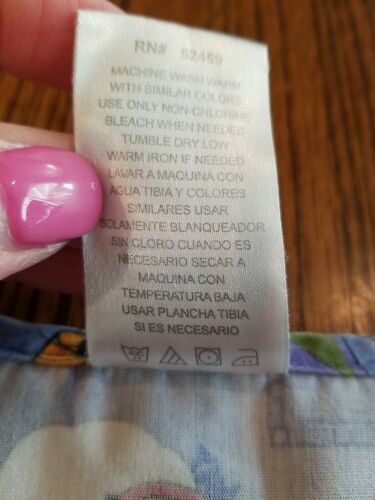 RN# 52469
MACHINE WASH WARM
WITH SIMILAR COLORS
USE ONLY NON-CHLORINE
BLEACH WHEN NEEDED
TUMBLE DRY LOW
WARM IRON IF NEEDED
LAVAR A MAQUINA CON
AGUA TIBIA Y COLORES
SIMILARES USAR
SOLAMENTE BLANQUEADOR
SIN CLORO CUANDO ES
NECESARIO SECAR A
MAQUINA CON
TEMPERATURA BAJA
USAR PLANCHA TIBIA
SI ES NECESARIO